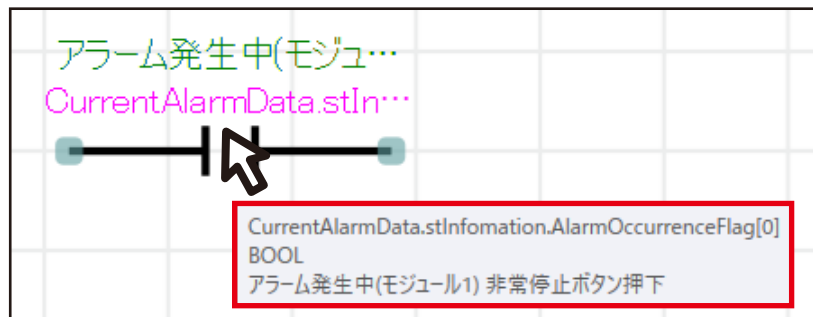 アラーム発生中(モジュ…
CurrentAlarmData.stIn…
CurrentAlarmData.stInfomation.AlarmOccurrenceFlag[0]
BOOL
アラーム発生中(モジュール1) 非常停止ボタン押下